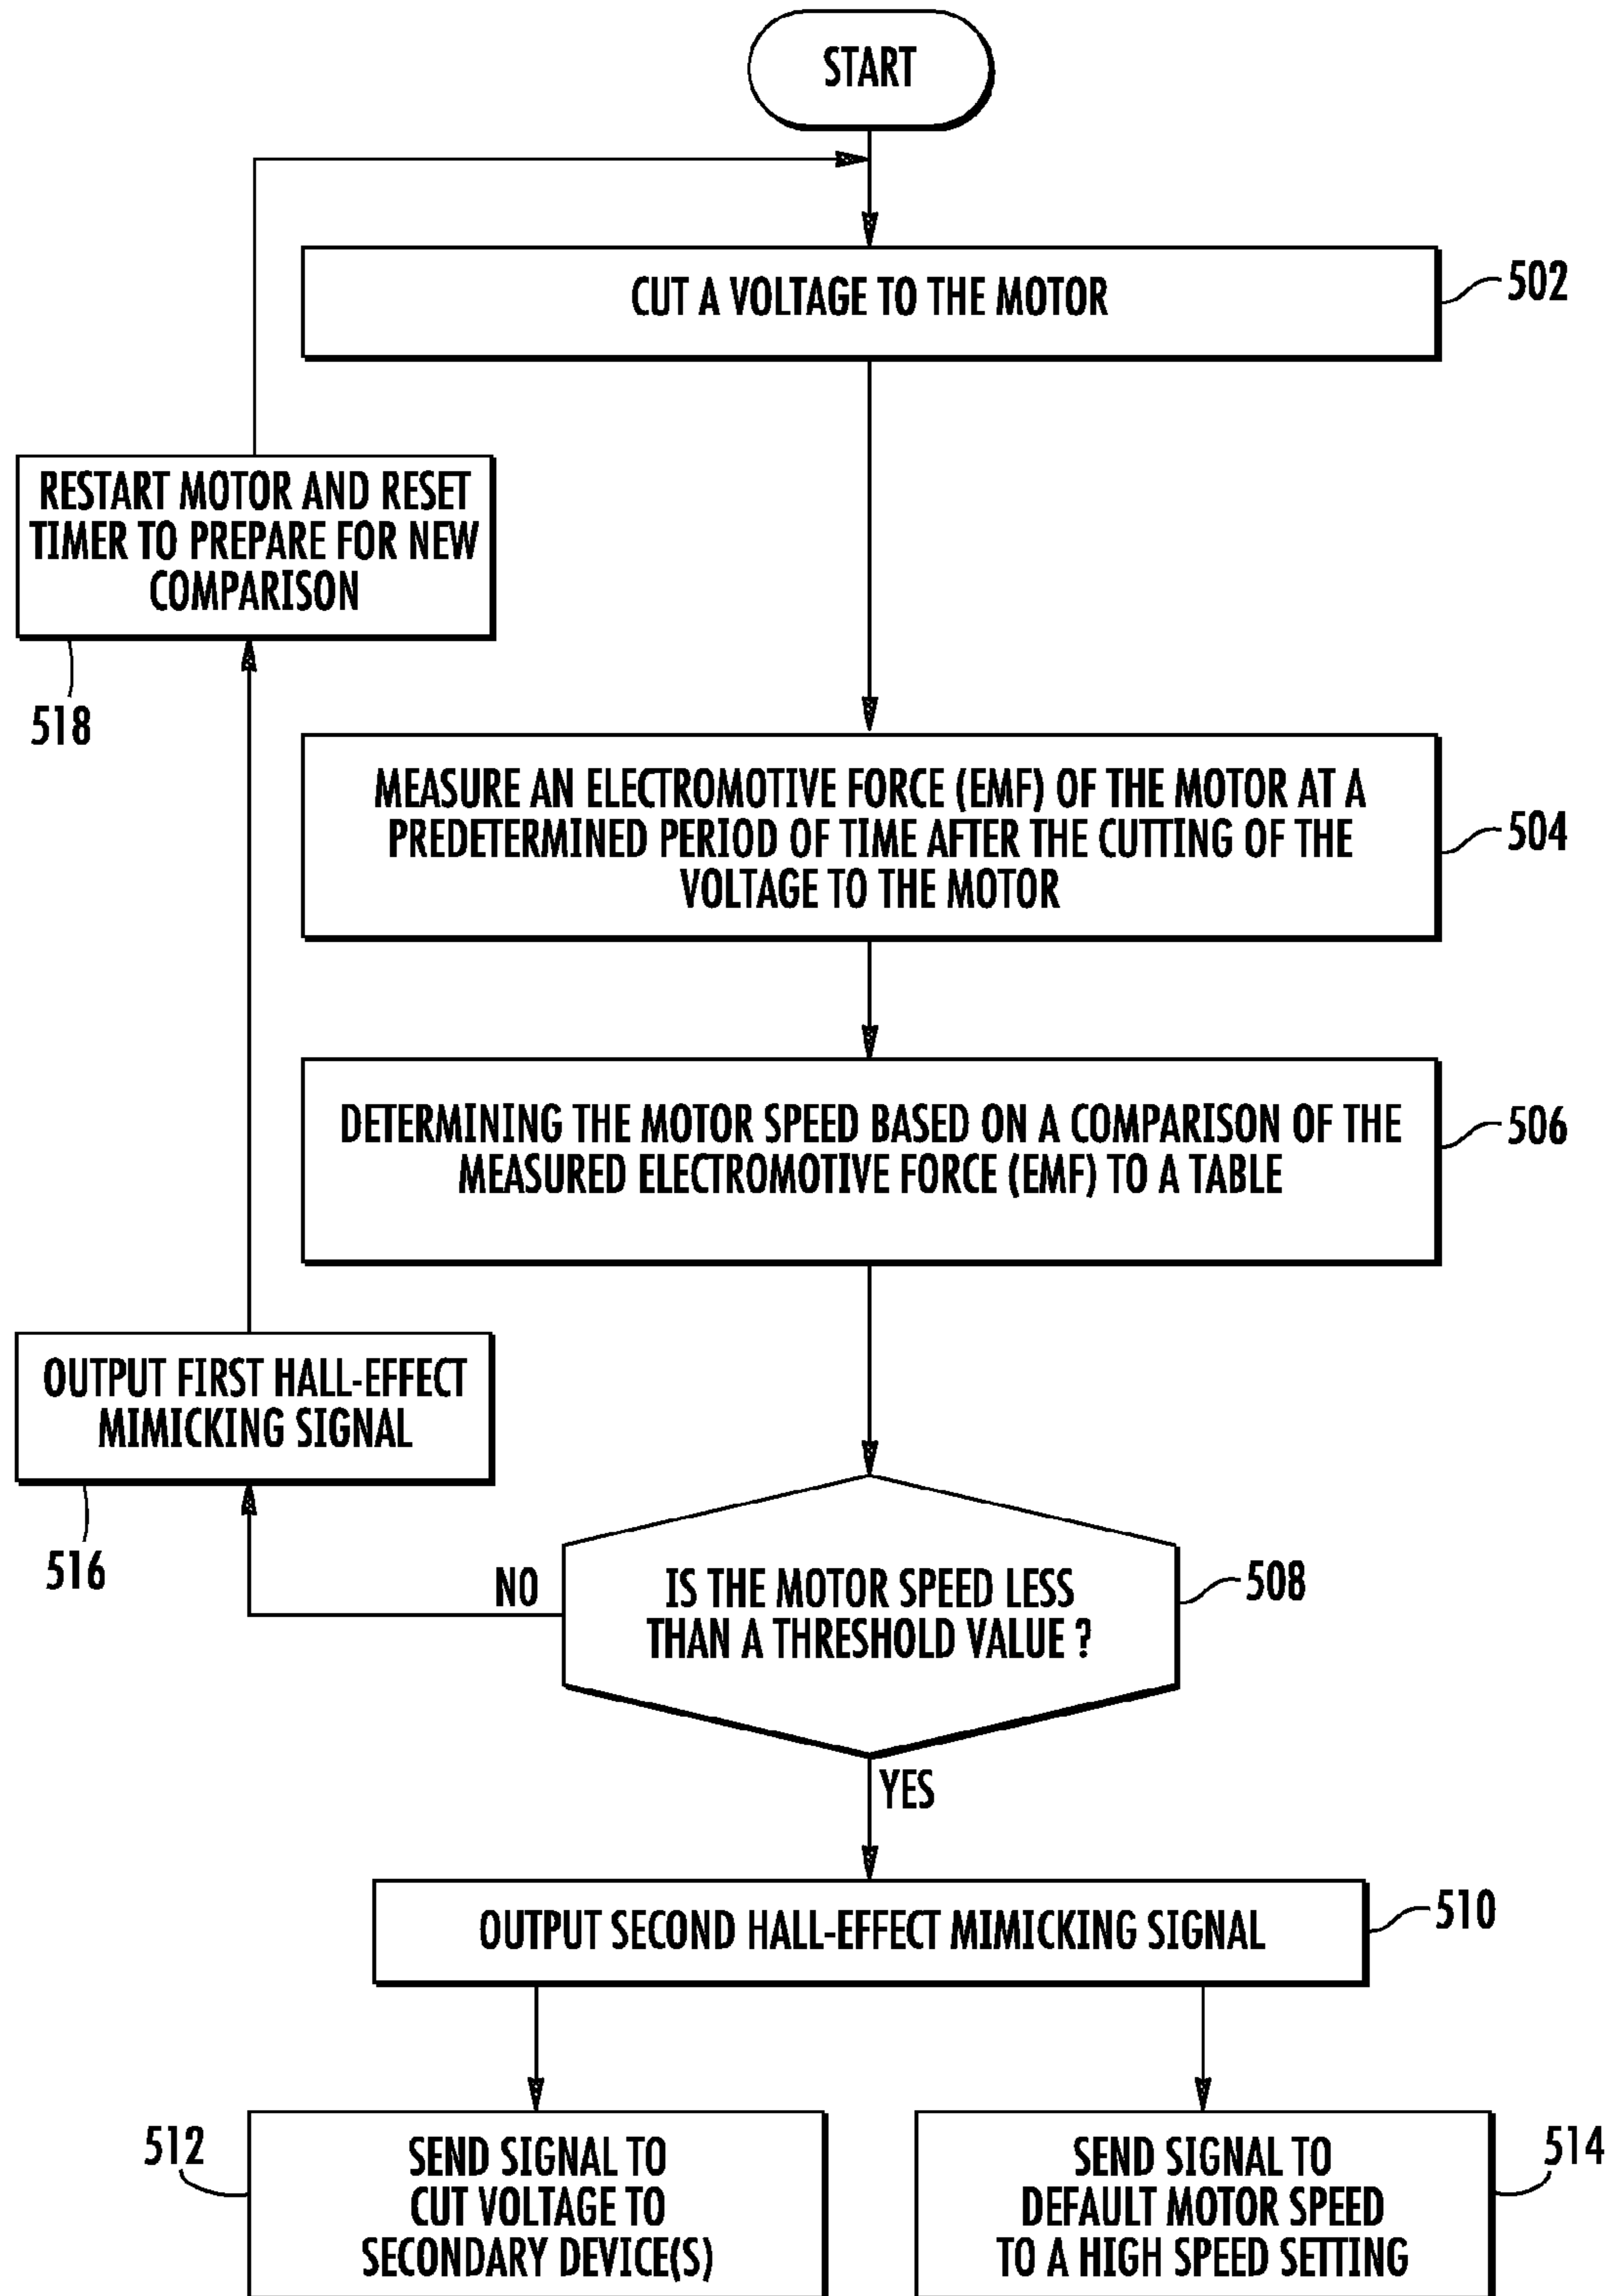 START
CUT A VOLTAGE TO THE MOTOR
502
RESTART MOTOR AND RESET
TIMER TO PREPARE FOR NEW
COMPARISON
518
MEASURE AN ELECTROMOTIVE FORCE (EMF) OF THE MOTOR AT A
PREDETERMINED PERIOD OF TIME AFTER THE CUTTING OF THE
VOLTAGE TO THE MOTOR
504
DETERMINING THE MOTOR SPEED BASED ON A COMPARISON OF THE
MEASURED ELECTROMOTIVE FORCE (EMF) TO A TABLE
506
OUTPUT FIRST HALL-EFFECT
MIMICKING SIGNAL
516
NO
IS THE MOTOR SPEED LESS
THAN A THRESHOLD VALUE ?
508
YES
OUTPUT SECOND HALL-EFFECT MIMICKING SIGNAL
510
512
SEND SIGNAL TO
CUT VOLTAGE TO
SECONDARY DEVICE(S)
SEND SIGNAL TO
DEFAULT MOTOR SPEED
TO A HIGH SPEED SETTING
514